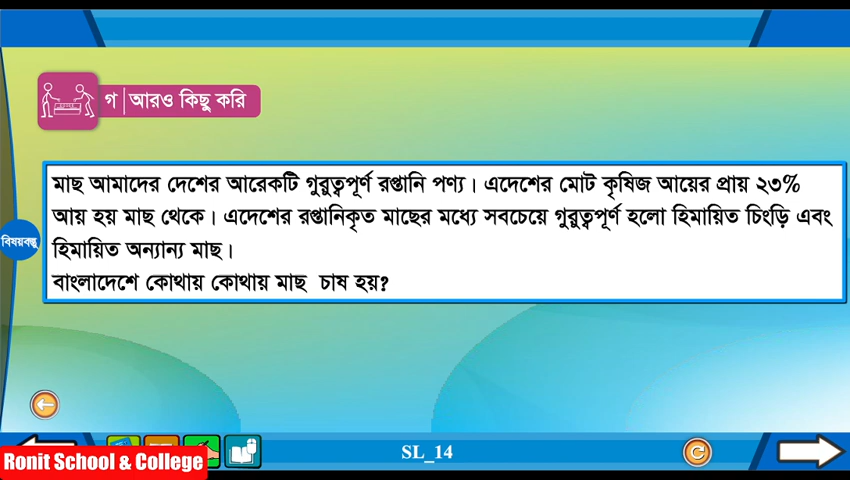 গ | আরও কিছু করি
মাছ আমাদের দেশের আরেকটি গুরুত্বপূর্ণ রপ্তানি পণ্য। এদেশের মোট কৃষিজ আয়ের প্রায় ২৩%
আয় হয় মাছ থেকে। এদেশের রপ্তানিকৃত মাছের মধ্যে সবচেয়ে গুরুত্বপূর্ণ হলো হিমায়িত চিংড়ি এবং
হিমায়িত অন্যান্য মাছ।
বাংলাদেশে কোথায় কোথায় মাছ চাষ হয়?
বিষয়বস্তু
SL_14
Ronit School & College